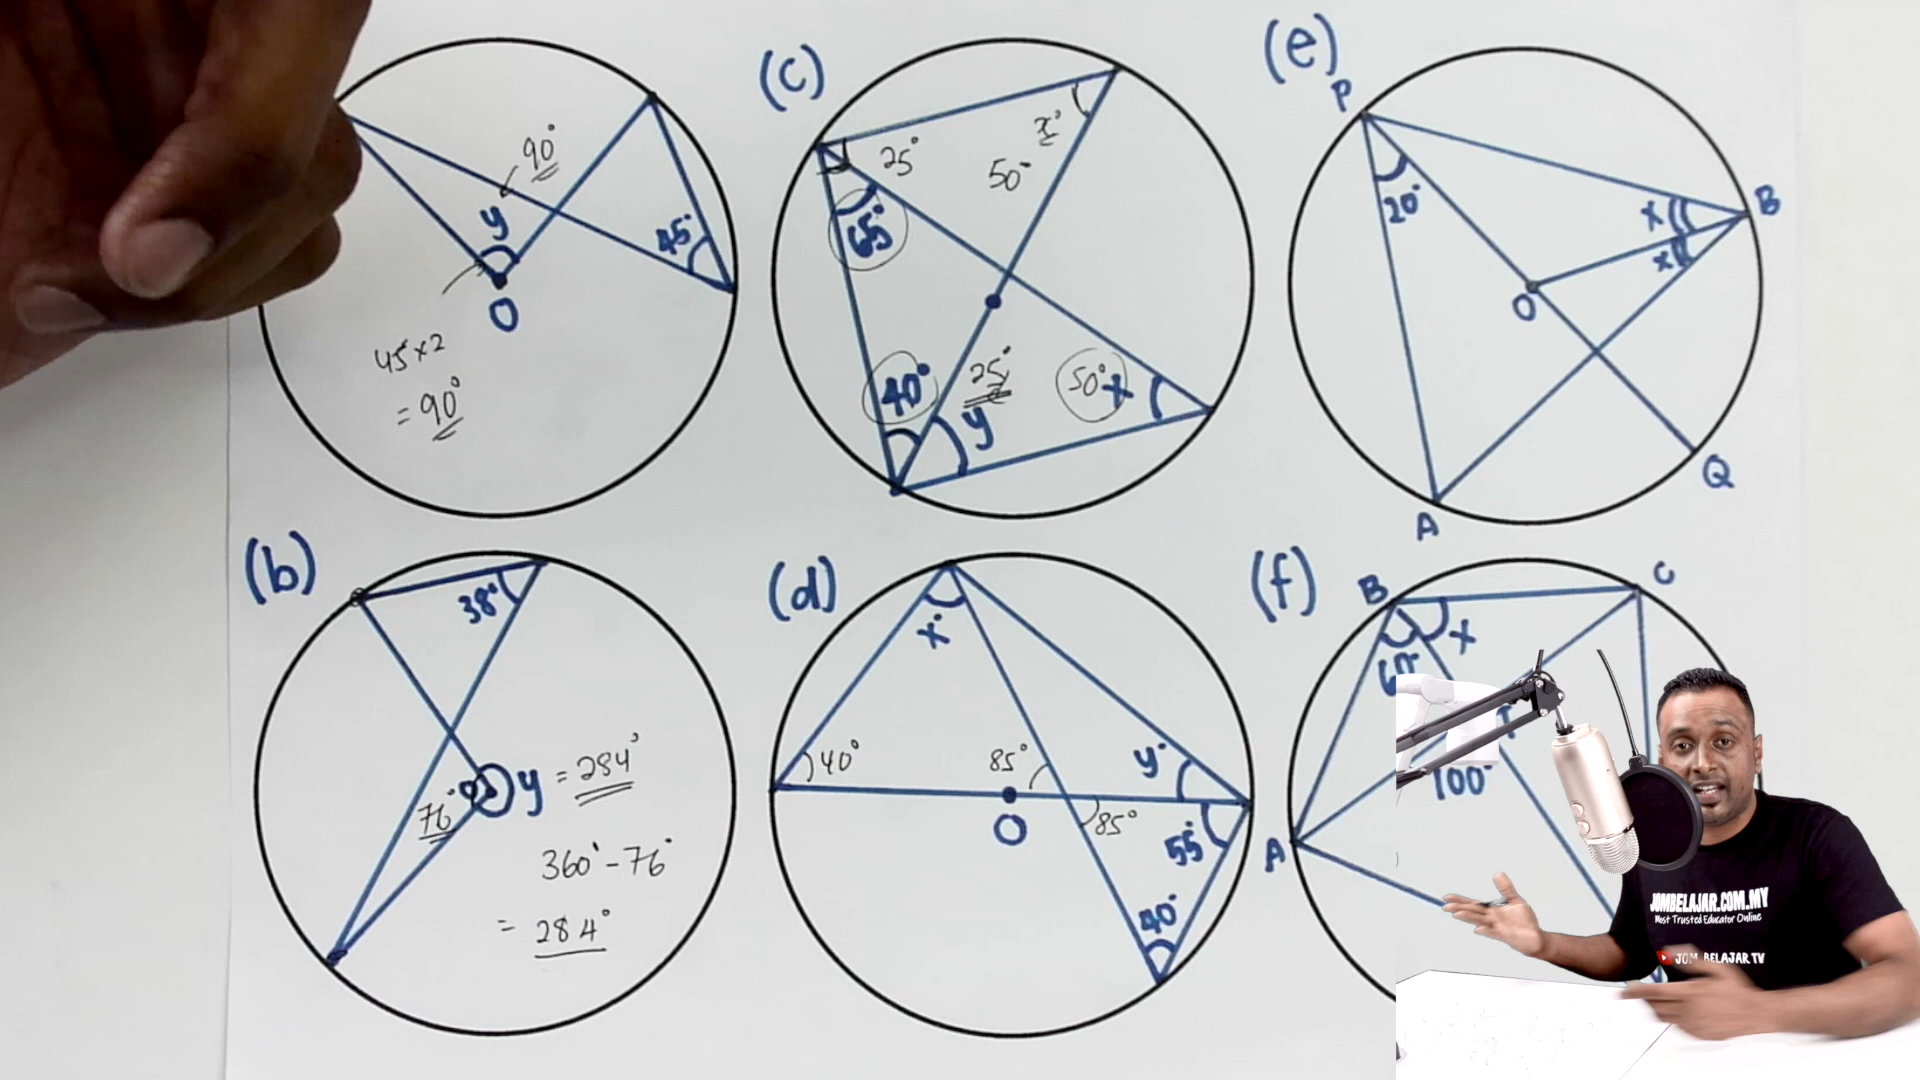 90°
y
45°
O
45° × 2
= 90°
(b)
38°
76°
y = 284°
360° - 76°
= 284°
(c)
25°
x°
50°
65°
40°
25°
y
50° x
(d)
x°
40°
85°
y°
O
85°
55°
40°
(e)
P
20°
x
B
x
O
Q
A
(f)
B
C
x
100°
A
JOMBELAJAR.COM.MY
Most Trusted Educator Online
JOM BELAJAR TV